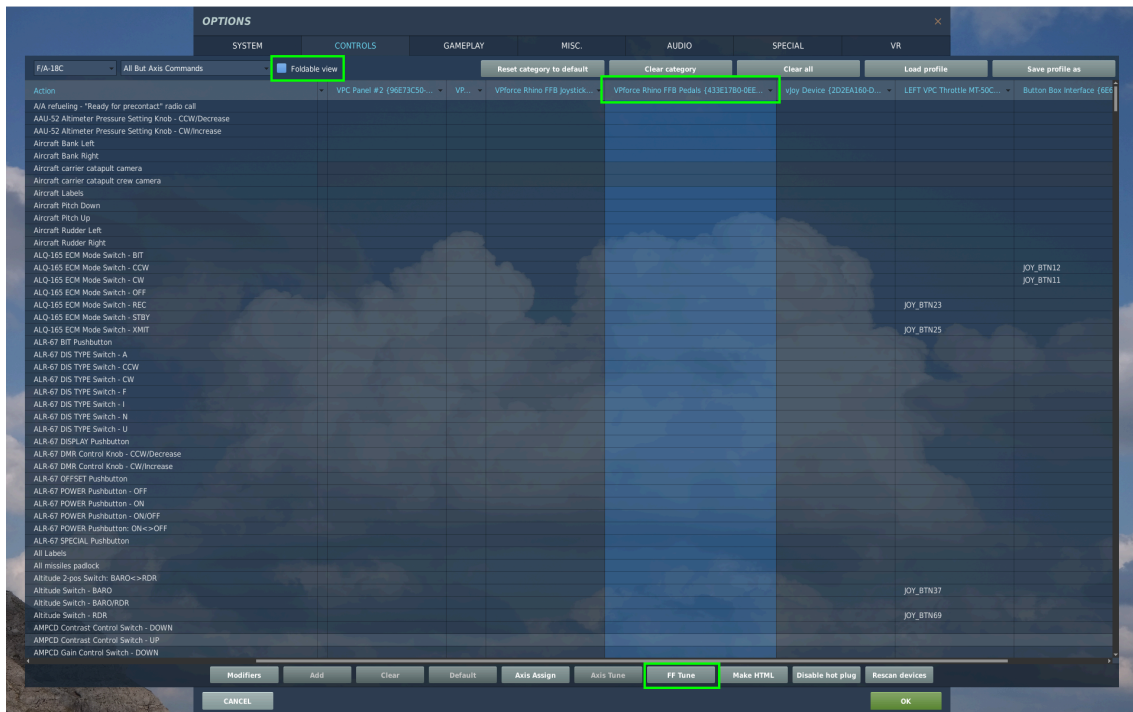 OPTIONS ×
SYSTEM CONTROLS GAMEPLAY MISC. AUDIO SPECIAL VR
F/A-18C All But Axis Commands Foldable view Reset category to default Clear category Clear all Load profile Save profile as
Action VPC Panel #2 {96E73C50-... VP... VPforce Rhino FFB Joystick... VPforce Rhino FFB Pedals {433E17B0-0EE... vJoy Device {2D2EA160-D... LEFT VPC Throttle MT-50C... Button Box Interface {6E6
A/A refueling - "Ready for precontact" radio call
AAU-52 Altimeter Pressure Setting Knob - CCW/Decrease
AAU-52 Altimeter Pressure Setting Knob - CW/Increase
Aircraft Bank Left
Aircraft Bank Right
Aircraft carrier catapult camera
Aircraft carrier catapult crew camera
Aircraft Labels
Aircraft Pitch Down
Aircraft Pitch Up
Aircraft Rudder Left
Aircraft Rudder Right
ALQ-165 ECM Mode Switch - BIT
ALQ-165 ECM Mode Switch - CCW JOY_BTN12
ALQ-165 ECM Mode Switch - CW JOY_BTN11
ALQ-165 ECM Mode Switch - OFF
ALQ-165 ECM Mode Switch - REC JOY_BTN23
ALQ-165 ECM Mode Switch - STBY
ALQ-165 ECM Mode Switch - XMIT JOY_BTN25
ALR-67 BIT Pushbutton
ALR-67 DIS TYPE Switch - A
ALR-67 DIS TYPE Switch - CCW
ALR-67 DIS TYPE Switch - CW
ALR-67 DIS TYPE Switch - F
ALR-67 DIS TYPE Switch - I
ALR-67 DIS TYPE Switch - N
ALR-67 DIS TYPE Switch - U
ALR-67 DISPLAY Pushbutton
ALR-67 DMR Control Knob - CCW/Decrease
ALR-67 DMR Control Knob - CW/Increase
ALR-67 OFFSET Pushbutton
ALR-67 POWER Pushbutton - OFF
ALR-67 POWER Pushbutton - ON
ALR-67 POWER Pushbutton - ON/OFF
ALR-67 POWER Pushbutton: ON<>OFF
ALR-67 SPECIAL Pushbutton
All Labels
All missiles padlock
Altitude 2-pos Switch: BARO<>RDR
Altitude Switch - BARO JOY_BTN37
Altitude Switch - BARO/RDR
Altitude Switch - RDR JOY_BTN69
AMPCD Contrast Control Switch - DOWN
AMPCD Contrast Control Switch - UP
AMPCD Gain Control Switch - DOWN
Modifiers Add Clear Default Axis Assign Axis Tune FF Tune Make HTML Disable hot plug Rescan devices
CANCEL OK